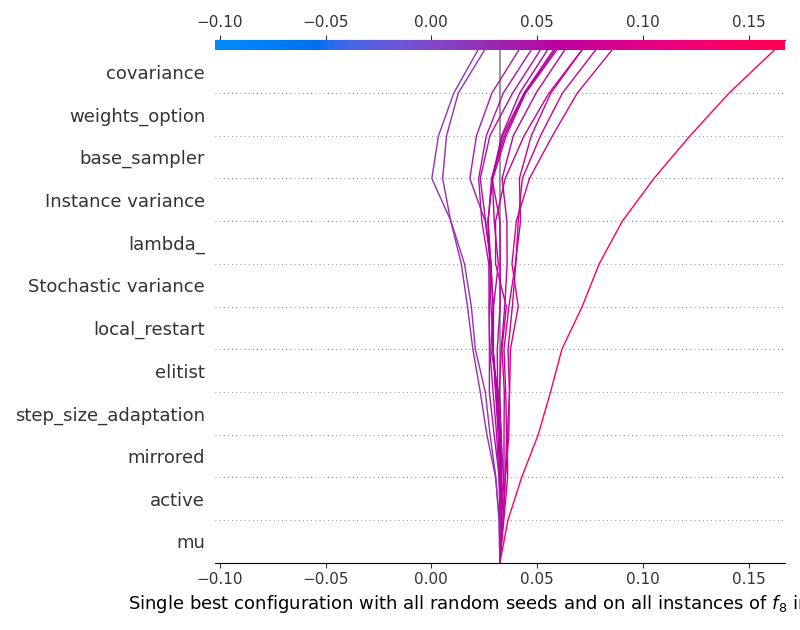 −0.10 −0.05 0.00 0.05 0.10 0.15
covariance
weights_option
base_sampler
Instance variance
lambda_
Stochastic variance
local_restart
elitist
step_size_adaptation
mirrored
active
mu
−0.10 −0.05 0.00 0.05 0.10 0.15
Single best configuration with all random seeds and on all instances of f₈ i